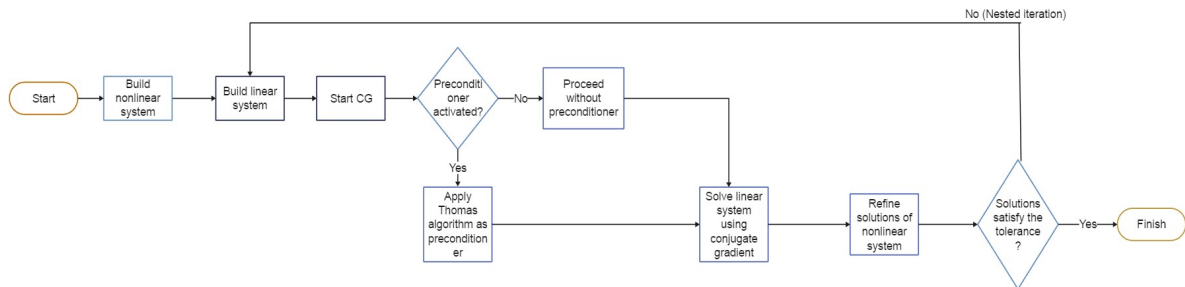 No (Nested iteration)
Start
Build
nonlinear
system
Build linear
system
Start CG
Preconditi
oner
activated?
No
Proceed
without
preconditioner
Yes
Apply
Thomas
algorithm as
precondition
er
Solve linear
system
using
conjugate
gradient
Refine
solutions of
nonlinear
system
Solutions
satisfy the
tolerance
?
Yes
Finish